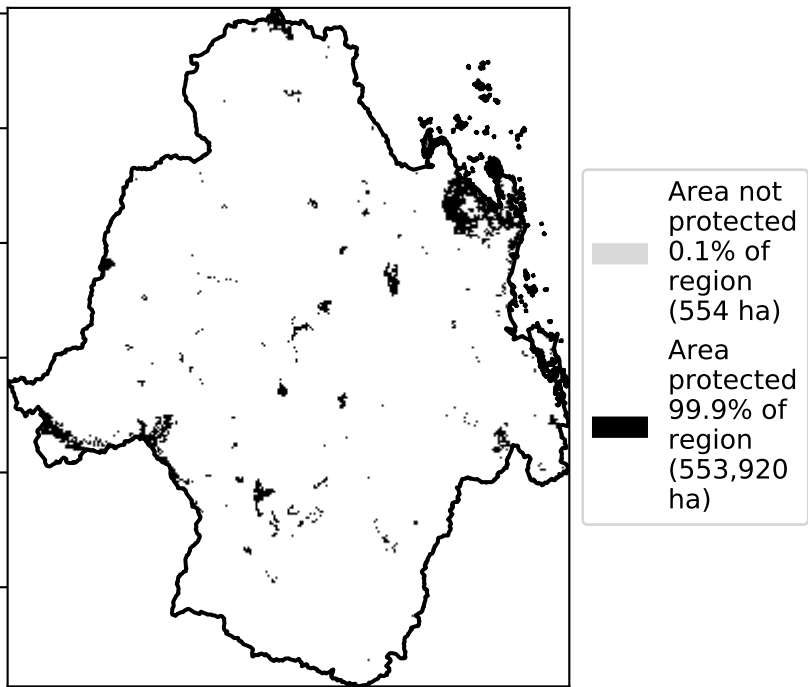 Area not
protected
0.1% of
region
(554 ha)
Area
protected
99.9% of
region
(553,920
ha)